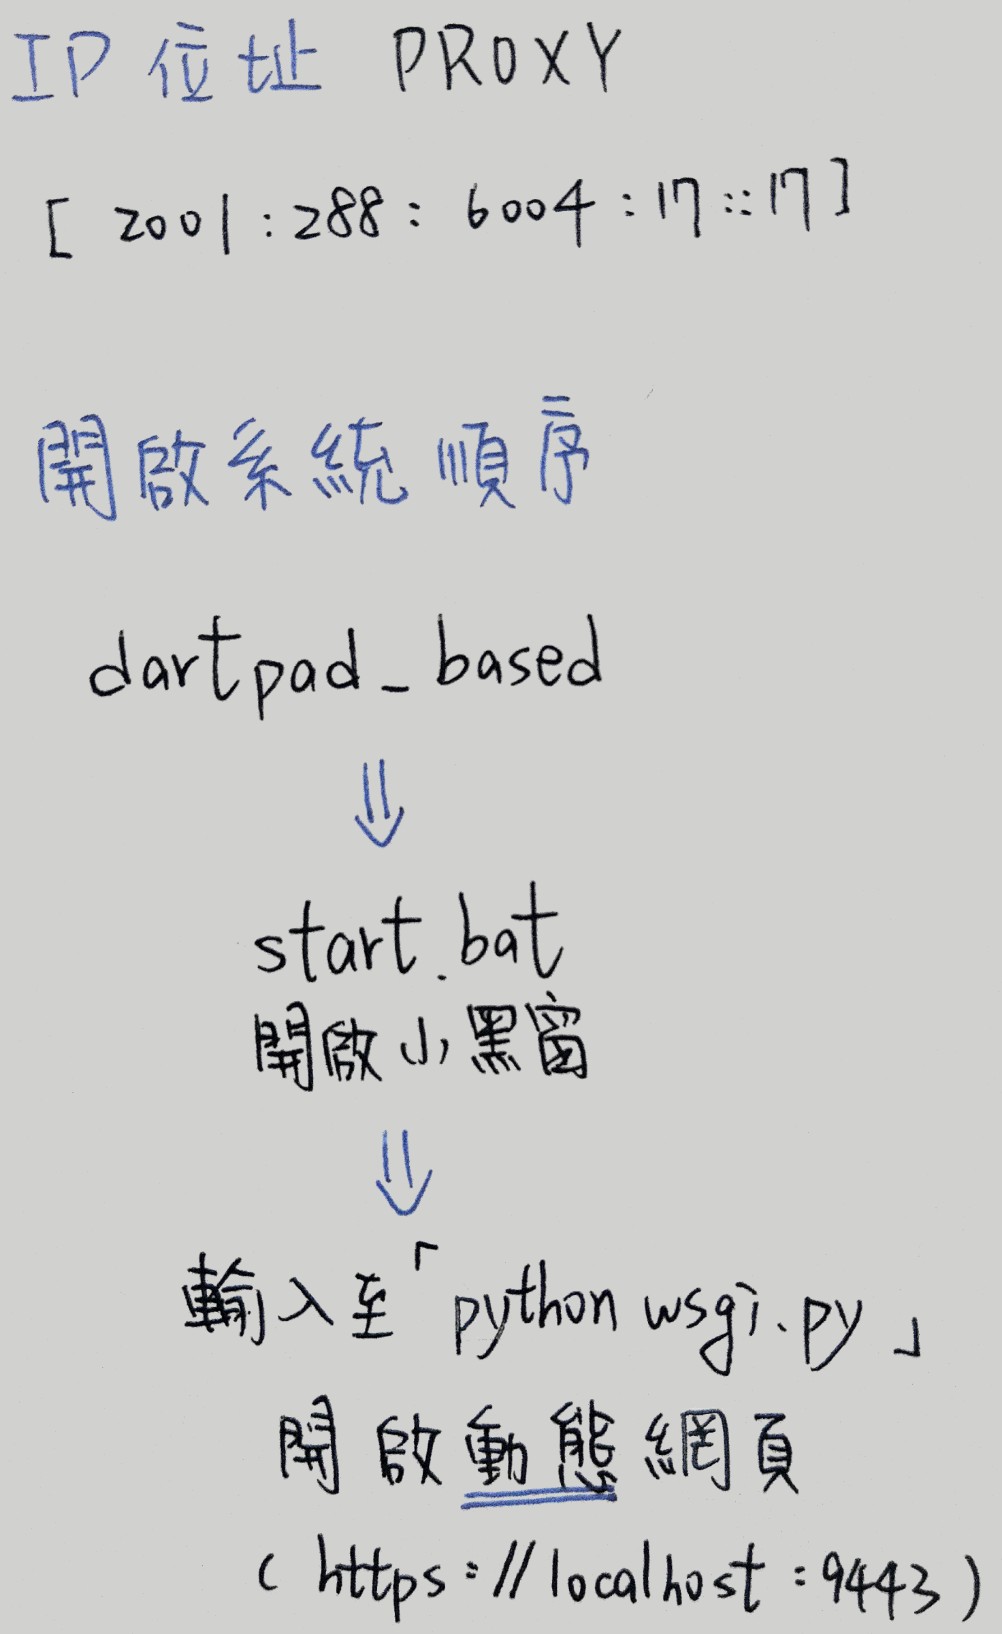 IP 位址 PROXY
[ 2001:288:6004:17::17 ]
開啟系統順序
dartpad_based
⇓
start.bat
開啟小黑窗
⇓
輸入至「python wsgi.py」
開啟動態網頁
( https://localhost:9443 )